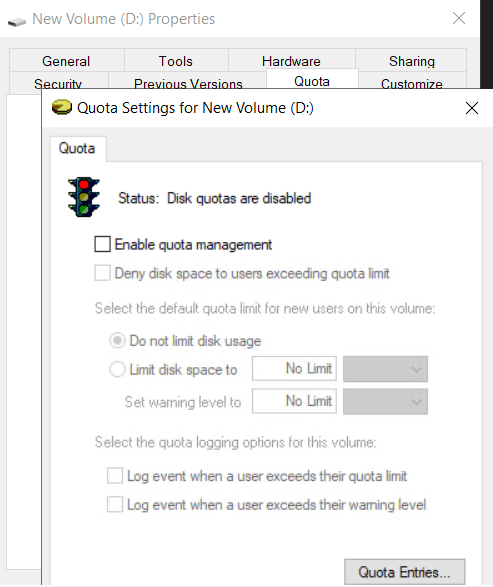 New Volume (D:) Properties
General Tools Hardware Sharing
Security Previous Versions Quota Customize
Quota Settings for New Volume (D:)
Quota
Status: Disk quotas are disabled
Enable quota management
Deny disk space to users exceeding quota limit
Select the default quota limit for new users on this volume:
Do not limit disk usage
Limit disk space to No Limit
Set warning level to No Limit
Select the quota logging options for this volume:
Log event when a user exceeds their quota limit
Log event when a user exceeds their warning level
Quota Entries...